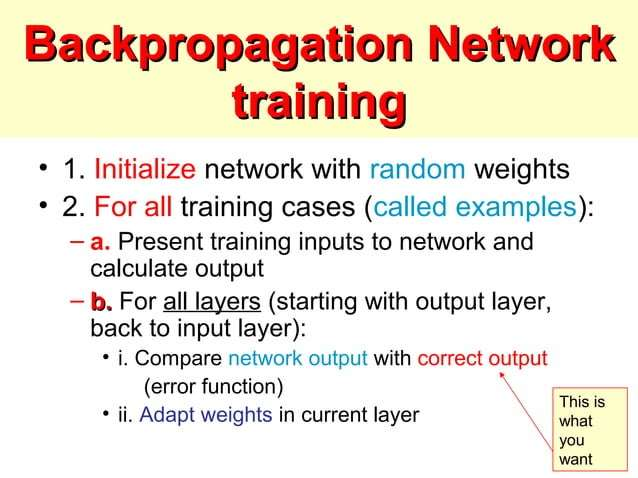 Backpropagation Network
training
• 1. Initialize network with random weights
• 2. For all training cases (called examples):
– a. Present training inputs to network and
calculate output
– b. For all layers (starting with output layer,
back to input layer):
• i. Compare network output with correct output
(error function)
• ii. Adapt weights in current layer
This is
what
you
want